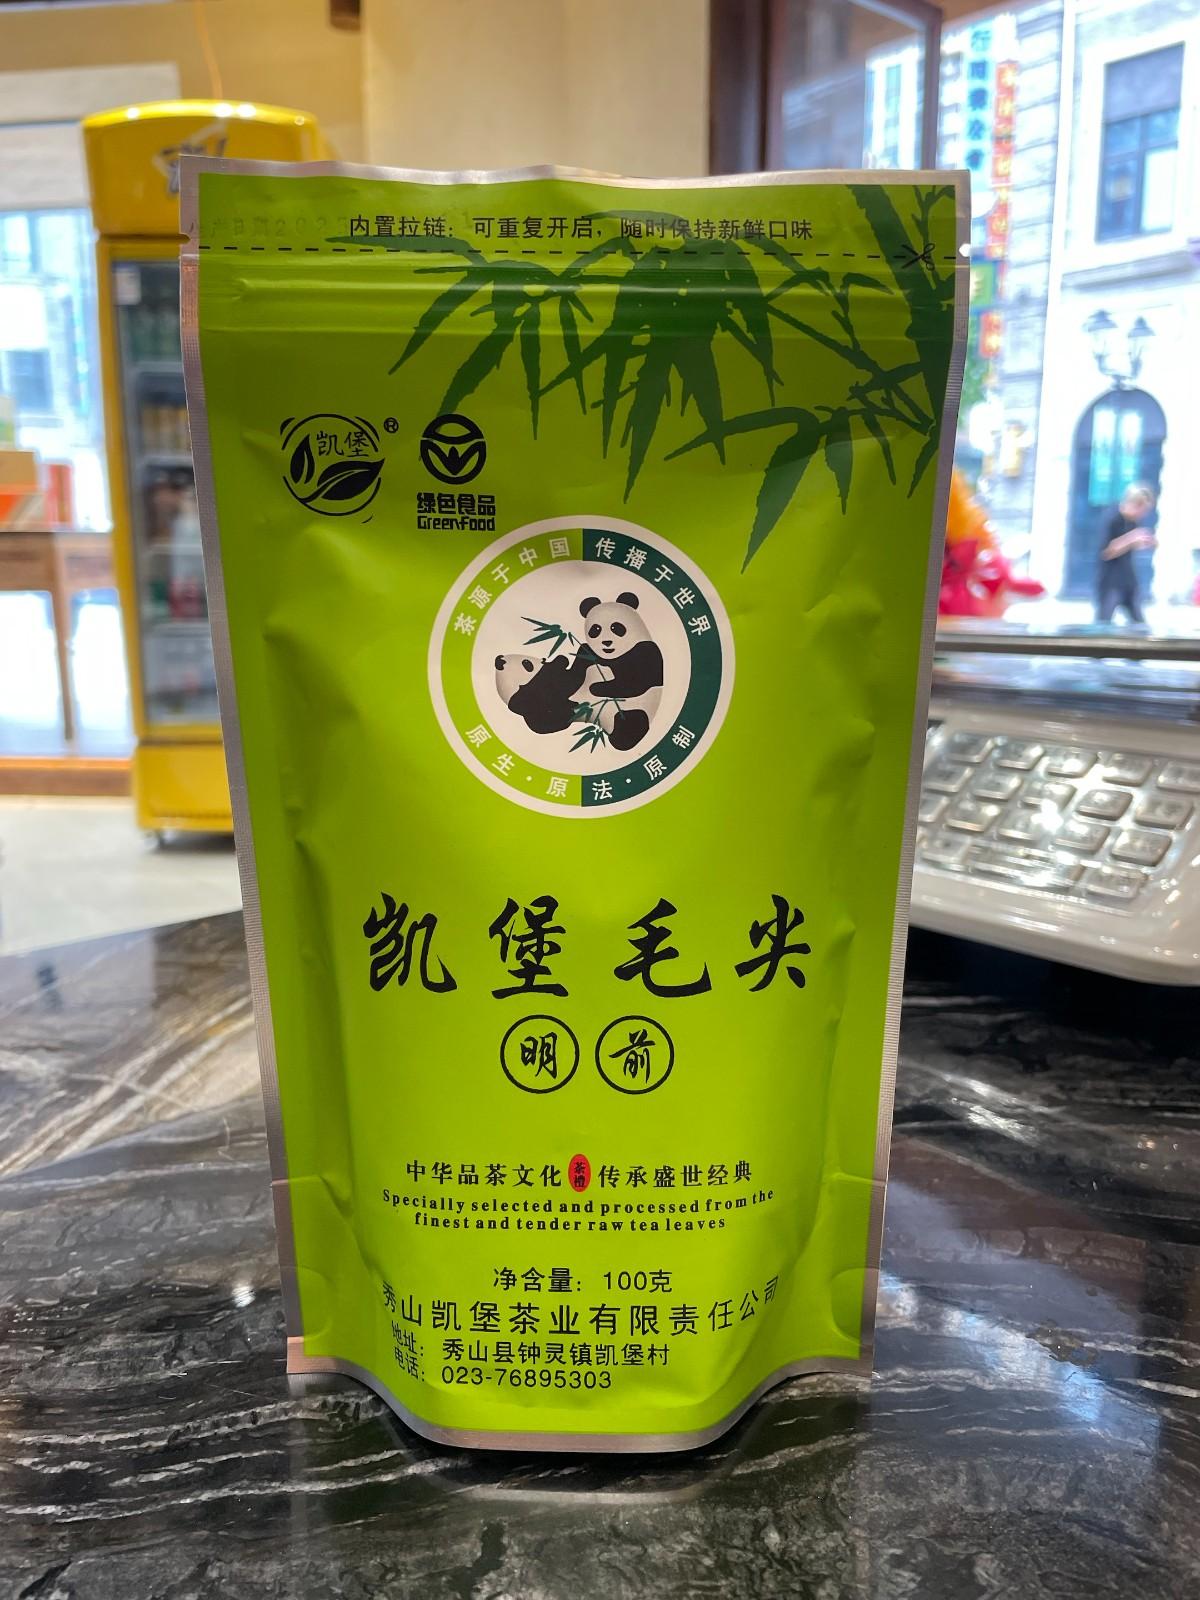 内置拉链：可重复开启，随时保持新鲜口味
凯堡®
绿色食品
GreenFood
茶源于中国 传播于世界
原生·原法·原制
凯堡毛尖
明前
中华品茶文化 茶禮 传承盛世经典
Specially selected and processed from the
finest and tender raw tea leaves
净含量：100克
秀山凯堡茶业有限责任公司
地址：秀山县钟灵镇凯堡村
电话：023-76895303